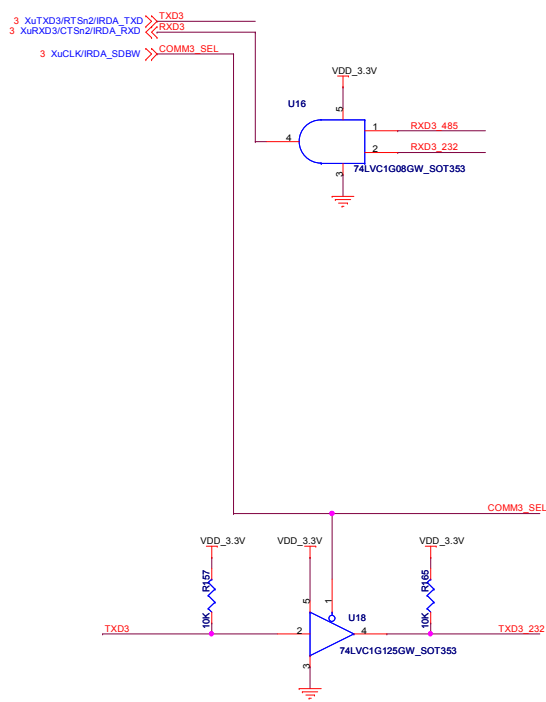 3 XuTXD3/RTSn2/IRDA_TXD TXD3
3 XuRXD3/CTSn2/IRDA_RXD RXD3
3 XuCLK/IRDA_SDBW COMM3_SEL
VDD_3.3V
U16
5
4
1 RXD3_485
2 RXD3_232
3
74LVC1G08GW_SOT353
COMM3_SEL
VDD_3.3V VDD_3.3V VDD_3.3V
R157
10K
5
1
R165
10K
U18
TXD3
2
4
TXD3_232
74LVC1G125GW_SOT353
3